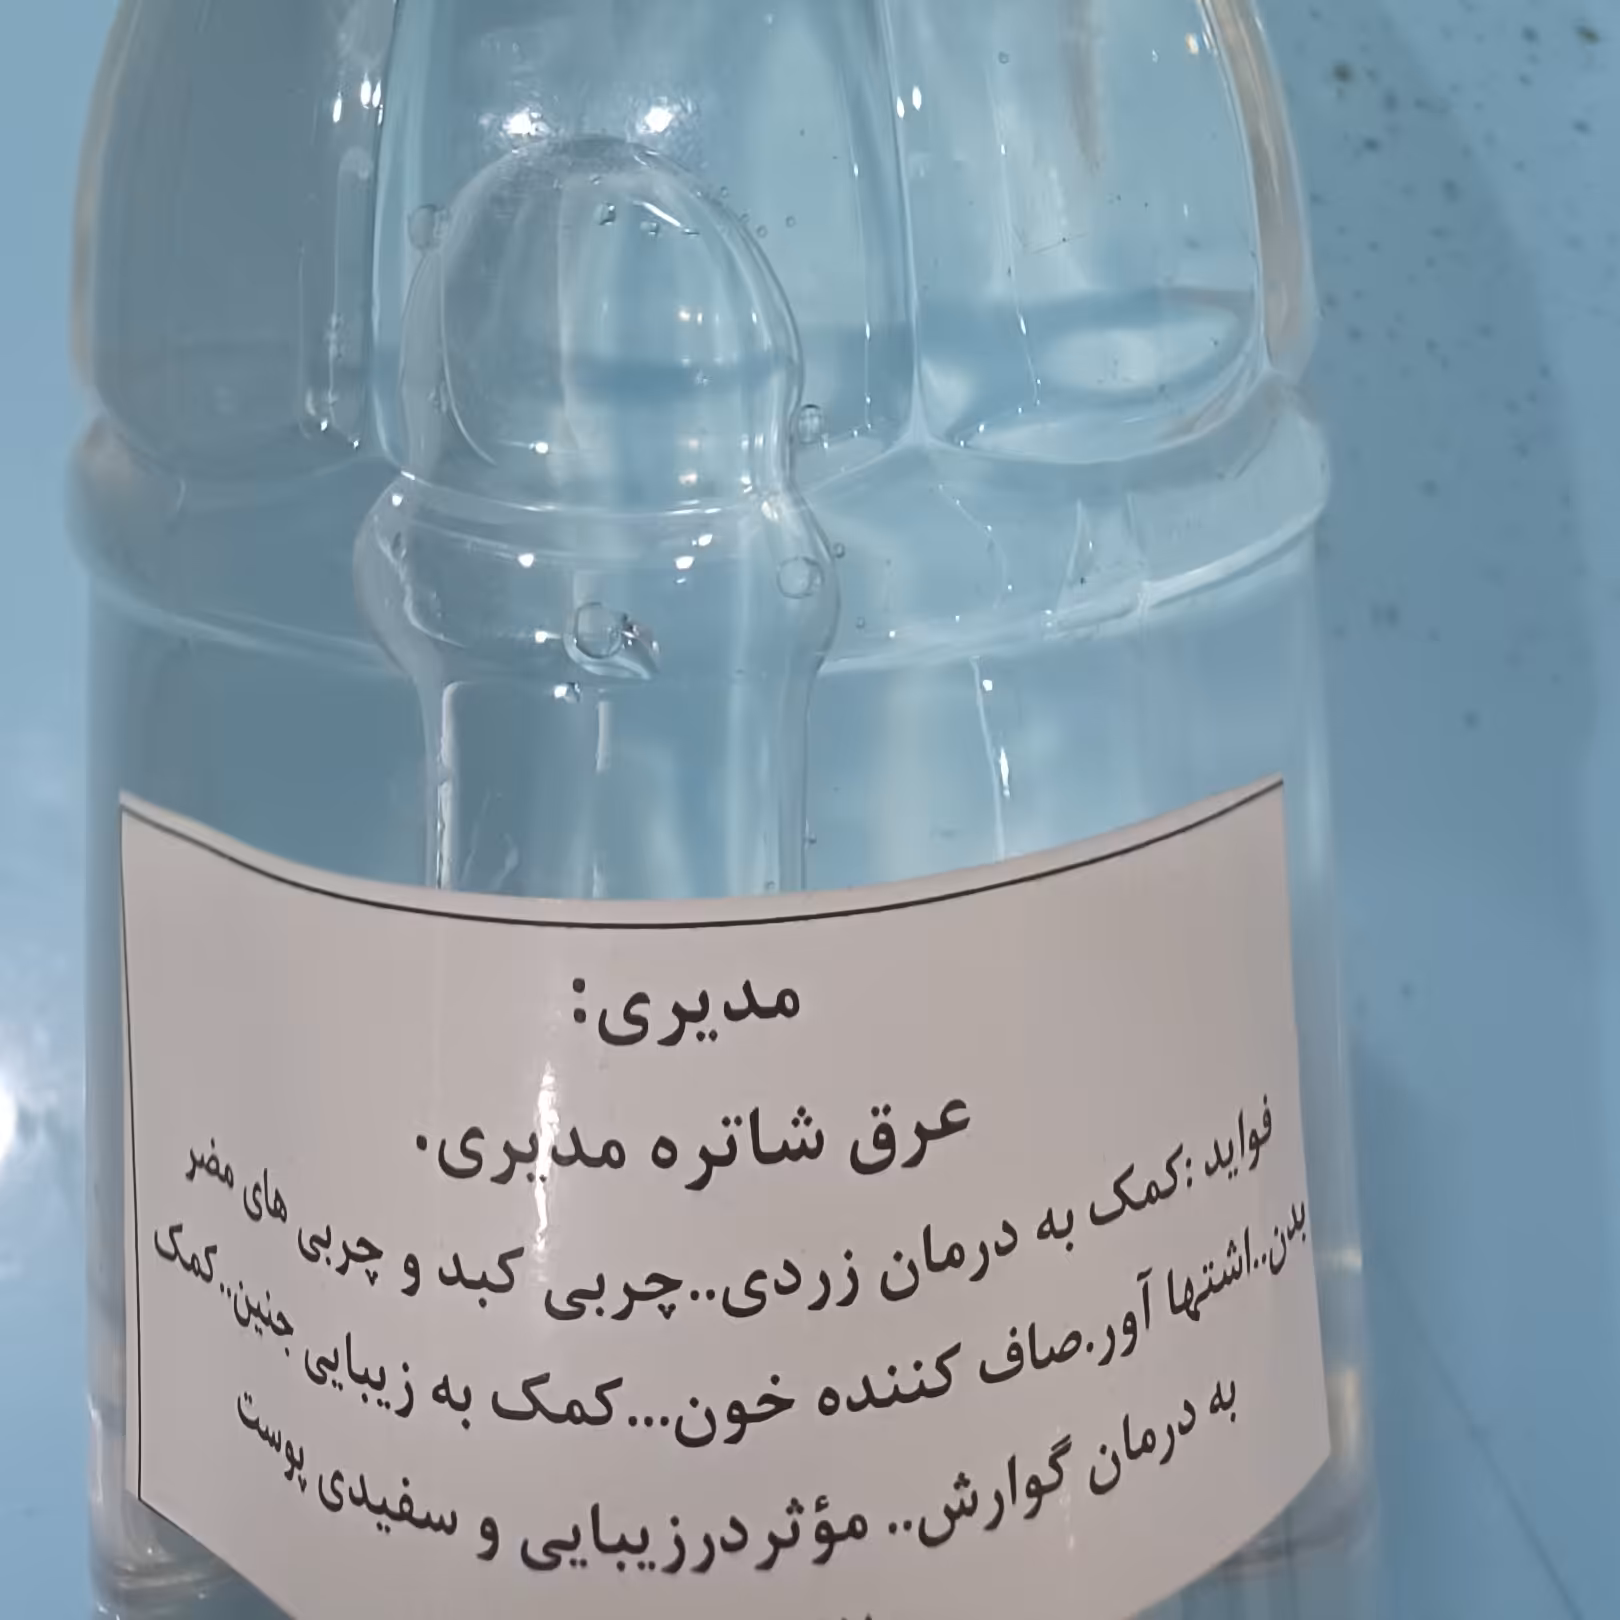 مدیری:
عرق شاتره مدیری.
فواید :کمک به درمان زردی..چربی کبد و چربی های مضر
بدن..اشتها آور.صاف کننده خون...کمک به زیبایی جنین..کمک
به درمان گوارش.. مؤثردرزیبایی و سفیدی پوست